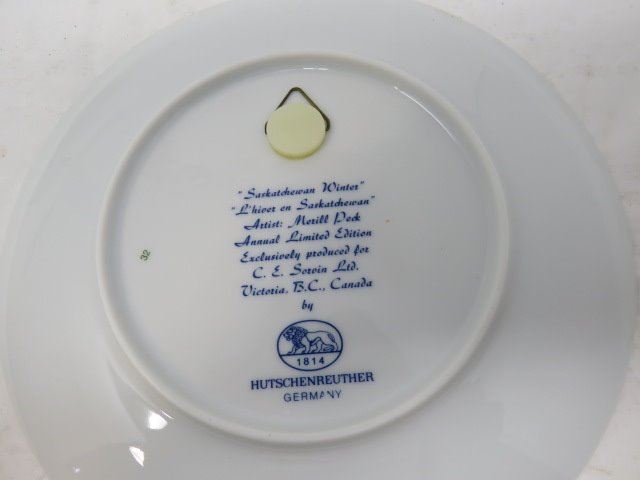 "Saskatchewan Winter"
"L'hiver en Saskatchewan"
Artist: Merill Peck
Annual Limited Edition
Exclusively produced for
C. E. Sorvin Ltd.
Victoria, B.C., Canada
by
1814
HUTSCHENREUTHER
GERMANY
32